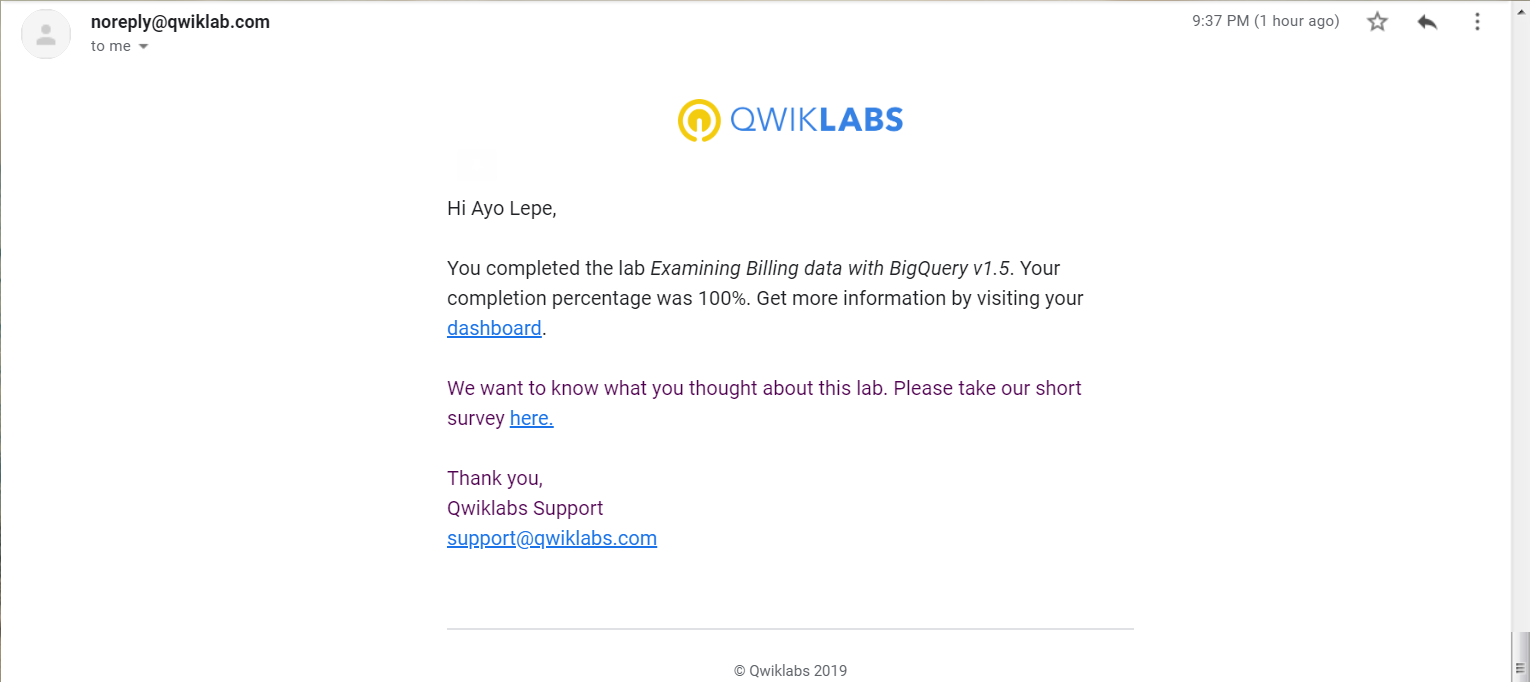 noreply@qwiklab.com
9:37 PM (1 hour ago)
to me
QWIKLABS
Hi Ayo Lepe,
You completed the lab Examining Billing data with BigQuery v1.5. Your
completion percentage was 100%. Get more information by visiting your
dashboard.
We want to know what you thought about this lab. Please take our short
survey here.
Thank you,
Qwiklabs Support
support@qwiklabs.com
© Qwiklabs 2019